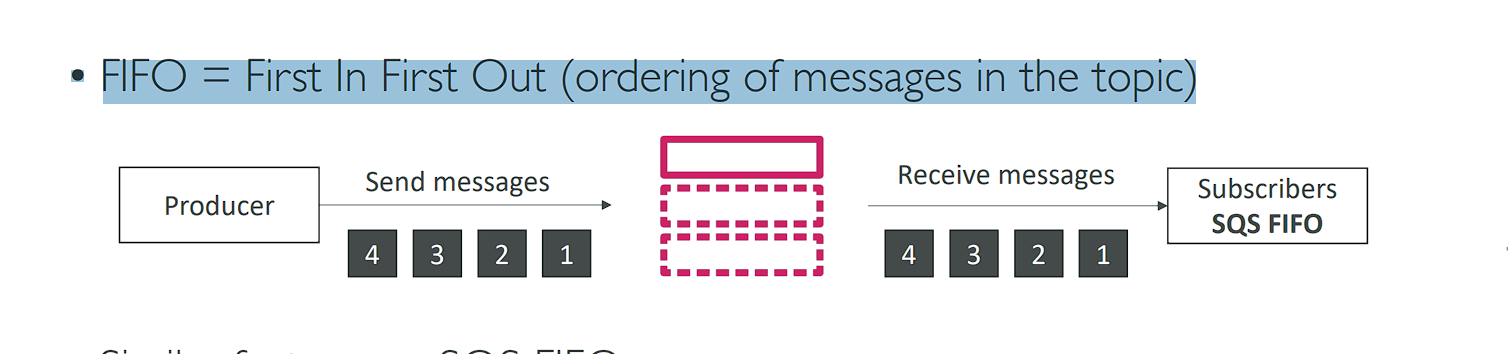 • FIFO = First In First Out (ordering of messages in the topic)
Producer
Send messages
4 3 2 1
Receive messages
4 3 2 1
Subscribers
SQS FIFO